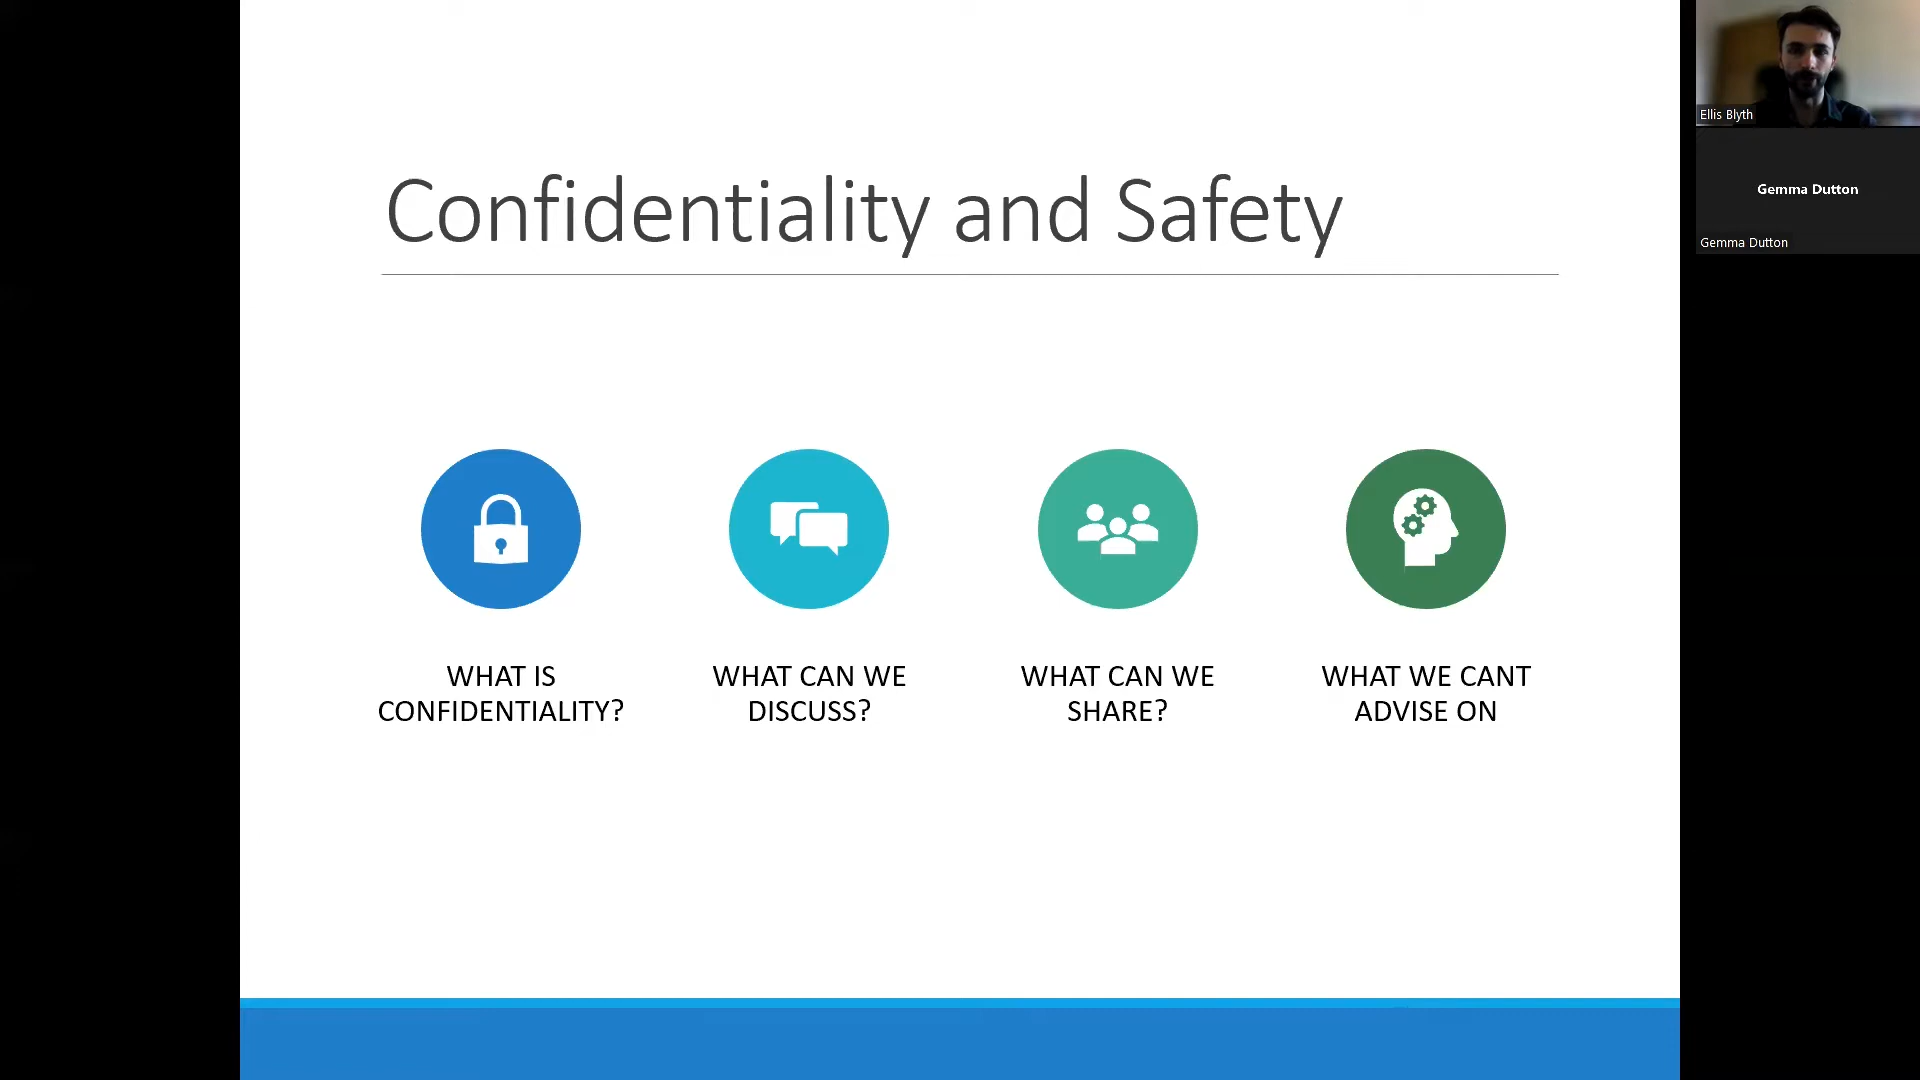 Confidentiality and Safety
WHAT IS
CONFIDENTIALITY?
WHAT CAN WE
DISCUSS?
WHAT CAN WE
SHARE?
WHAT WE CANT
ADVISE ON
Ellis Blyth
Gemma Dutton
Gemma Dutton